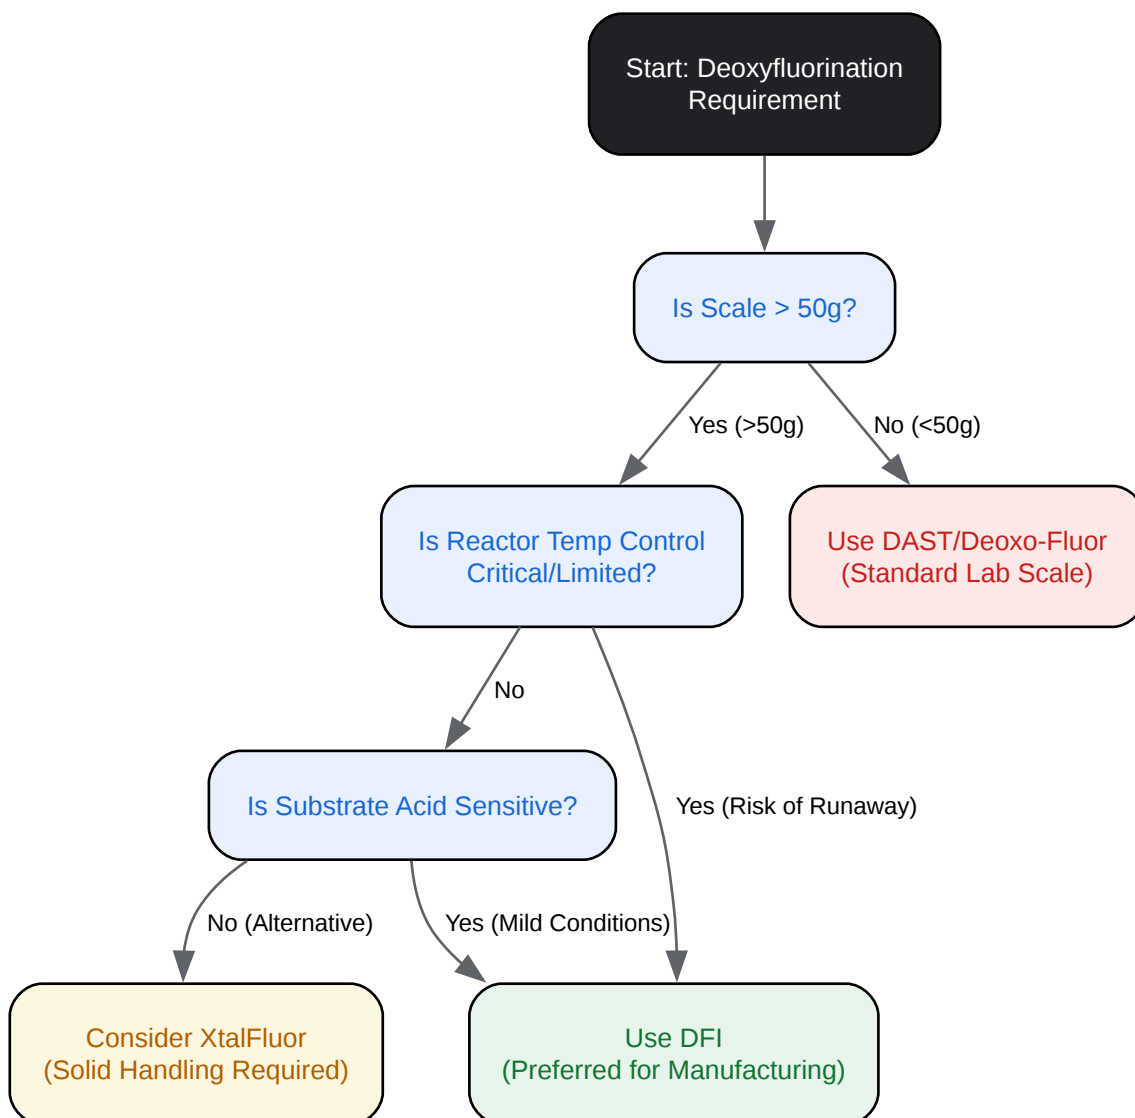 Start: Deoxyfluorination
Requirement
Is Scale > 50g?
Yes (>50g)
No (<50g)
Is Reactor Temp Control
Critical/Limited?
Use DAST/Deoxo-Fluor
(Standard Lab Scale)
No
Is Substrate Acid Sensitive?
Yes (Risk of Runaway)
No (Alternative)
Yes (Mild Conditions)
Consider XtalFluor
(Solid Handling Required)
Use DFI
(Preferred for Manufacturing)